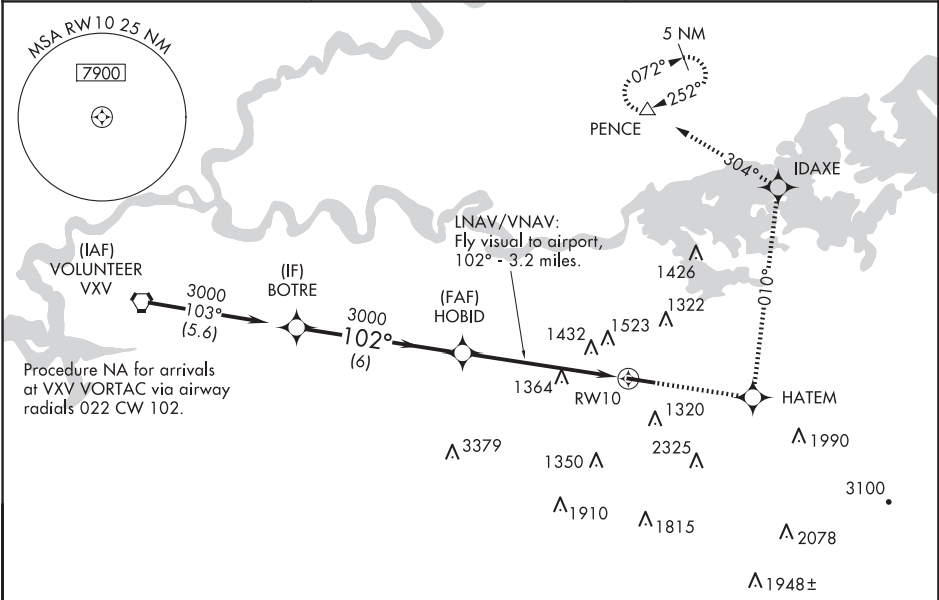 MSA RW10 25 NM
7900
5 NM
072°
252°
PENCE
304°
IDAXE
LNAV/VNAV:
Fly visual to airport,
102° - 3.2 miles.
(IAF)
VOLUNTEER
VXV
(IF)
BOTRE
(FAF)
HOBID
3000
103°
(5.6)
3000
102°
(6)
1426
1322
1523
1432
010°
1364
RW10
HATEM
Procedure NA for arrivals
at VXV VORTAC via airway
radials 022 CW 102.
1320
1990
3379
1350
2325
3100
1910
1815
2078
1948±